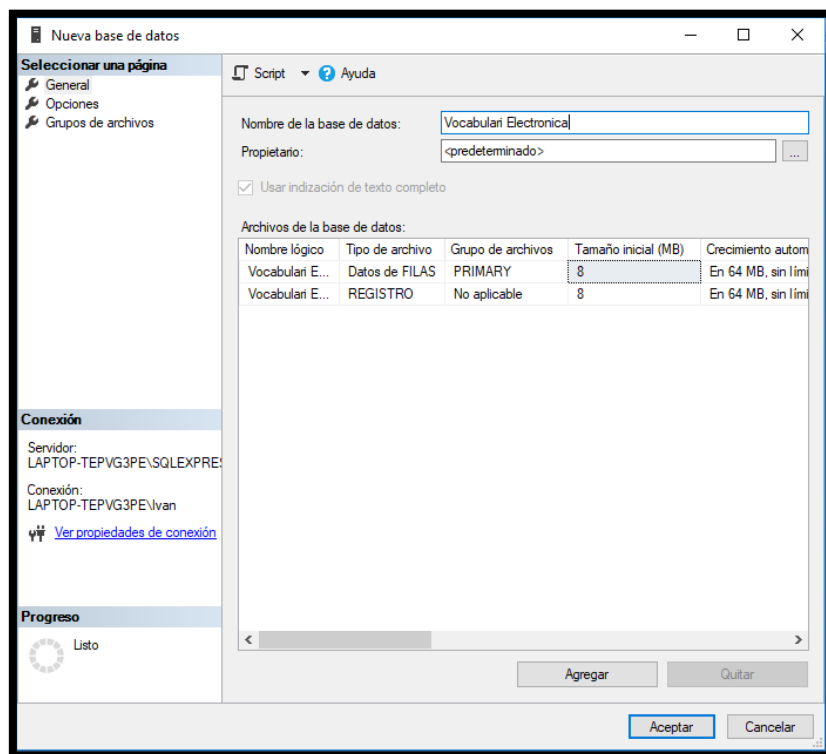 Nueva base de datos
Seleccionar una página
General
Opciones
Grupos de archivos
Script
Ayuda
Nombre de la base de datos:
Vocabulari Electronica
Propietario:
<predeterminado>
...
Usar indización de texto completo
Archivos de la base de datos:
Nombre lógico Tipo de archivo Grupo de archivos Tamaño inicial (MB) Crecimiento autom
Vocabulari E... Datos de FILAS PRIMARY 8 En 64 MB, sin lími
Vocabulari E... REGISTRO No aplicable 8 En 64 MB, sin lími
Conexión
Servidor:
LAPTOP-TEPVG3PE\SQLEXPRES
Conexión:
LAPTOP-TEPVG3PE\Ivan
Ver propiedades de conexión
Progreso
Listo
Agregar
Quitar
Aceptar
Cancelar